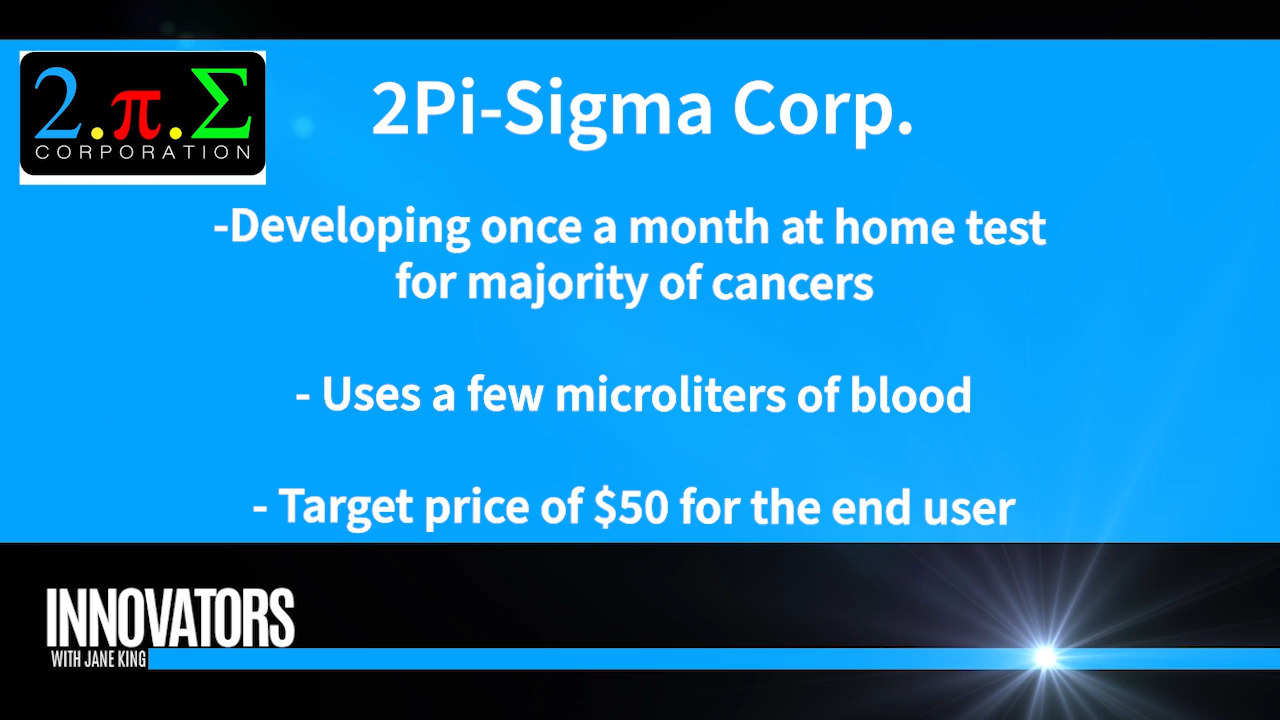 2.π.Σ
CORPORATION
2Pi-Sigma Corp.
-Developing once a month at home test
for majority of cancers
- Uses a few microliters of blood
- Target price of $50 for the end user
INNOVATORS
WITH JANE KING